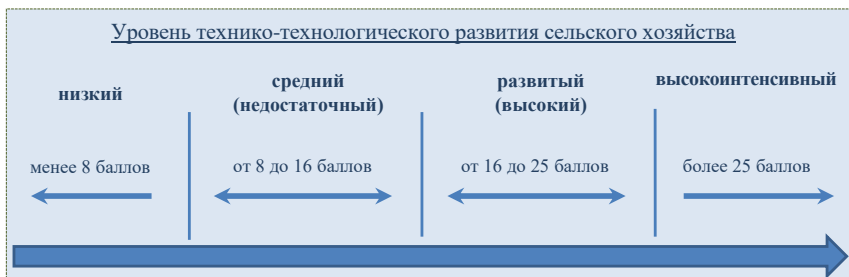 Уровень технико-технологического развития сельского хозяйства
низкий
средний
(недостаточный)
развитый
(высокий)
высокоинтенсивный
менее 8 баллов
от 8 до 16 баллов
от 16 до 25 баллов
более 25 баллов